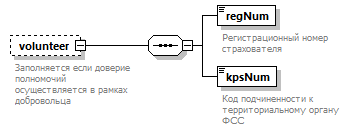 volunteer
Заполняется если доверие
полномочий
осуществляется в рамках
добровольца
regNum
Регистрационный номер
страхователя
kpsNum
Код подчиненности к
территориальному органу
ФСС